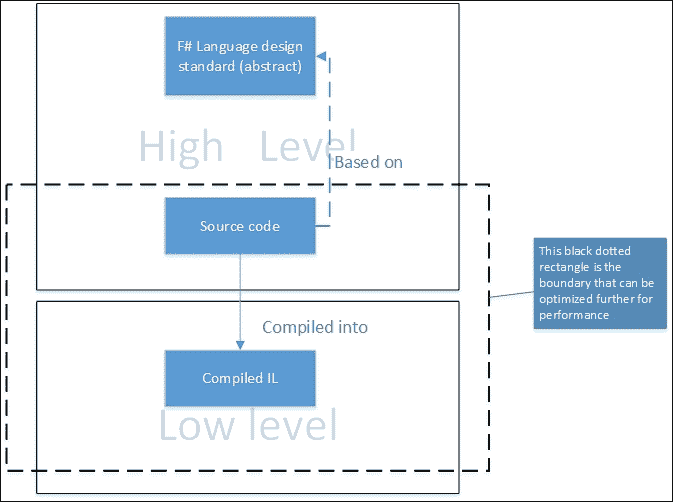 F# Language design
standard (abstract)
High Level
Based on
Source code
This black dotted
rectangle is the
boundary that can be
optimized further for
performance
Compiled into
Compiled IL
Low level